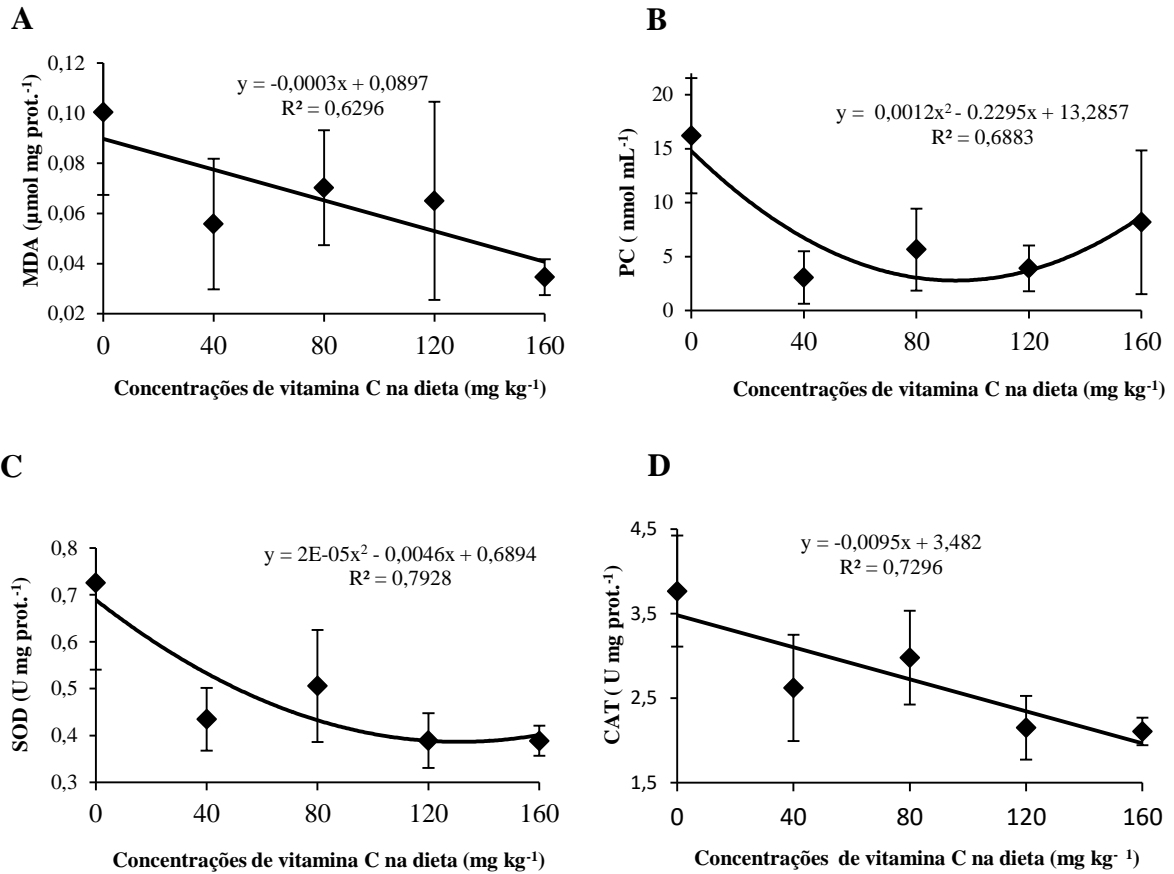 A
MDA (µmol mg prot.⁻¹)
0,12
0,10
0,08
0,06
0,04
0,02
y = -0,0003x + 0,0897
R² = 0,6296
0 40 80 120 160
Concentrações de vitamina C na dieta (mg kg⁻¹)
B
PC ( nmol mL⁻¹)
20
15
10
5
0
y = 0,0012x² - 0.2295x + 13,2857
R² = 0,6883
0 40 80 120 160
Concentrações de vitamina C na dieta (mg kg⁻¹)
C
SOD (U mg prot.⁻¹)
0,8
0,7
0,6
0,5
0,4
0,3
y = 2E-05x² - 0,0046x + 0,6894
R² = 0,7928
0 40 80 120 160
Concentrações de vitamina C na dieta (mg kg⁻¹)
D
CAT ( U mg prot.⁻¹)
4,5
3,5
2,5
1,5
y = -0,0095x + 3,482
R² = 0,7296
0 40 80 120 160
Concentrações de vitamina C na dieta (mg kg⁻ ¹)